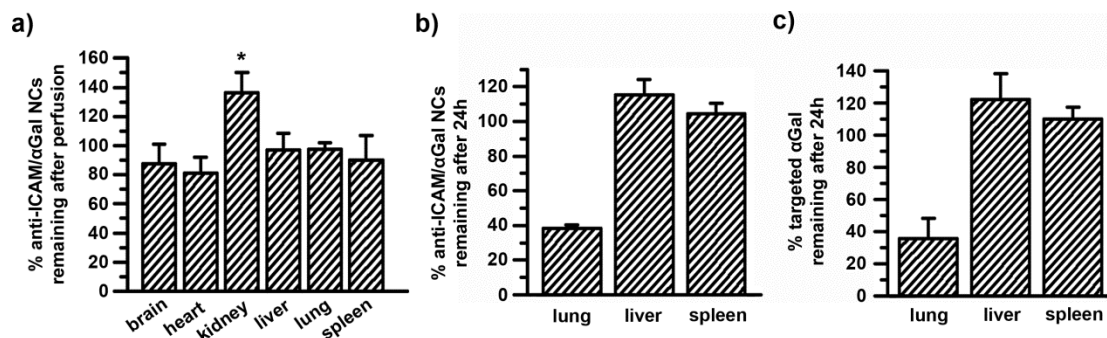 a)
% anti-ICAM/αGal NCs
remaining after perfusion
160
140
120
100
80
60
40
20
0
*
brain
heart
kidney
liver
lung
spleen
b)
% anti-ICAM/αGal NCs
remaining after 24h
120
100
80
60
40
20
0
lung
liver
spleen
c)
% targeted αGal
remaining after 24h
140
120
100
80
60
40
20
0
lung
liver
spleen